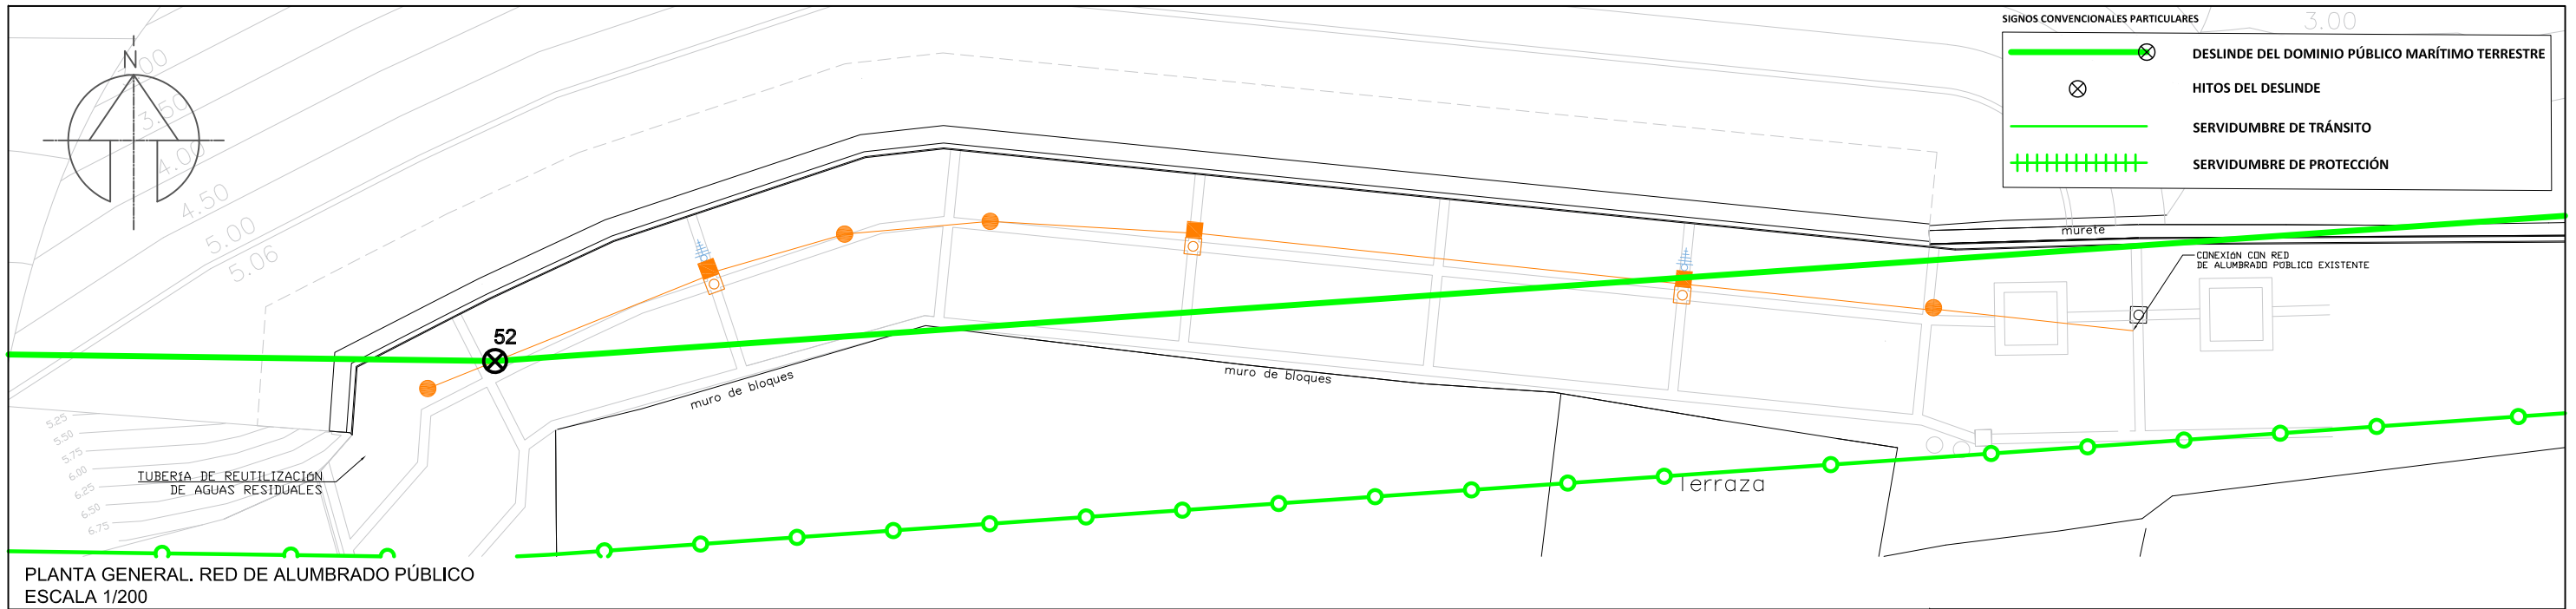 SIGNOS CONVENCIONALES PARTICULARES
3.00
DESLINDE DEL DOMINIO PÚBLICO MARÍTIMO TERRESTRE
HITOS DEL DESLINDE
SERVIDUMBRE DE TRÁNSITO
SERVIDUMBRE DE PROTECCIÓN
N
3.50
4.00
4.50
5.00
5.06
murete
CONEXIóN CON RED
DE ALUMBRADO PúBLICO EXISTENTE
52
muro de bloques
muro de bloques
5.25
5.50
5.75
6.00
6.25
6.50
6.75
TUBERíA DE REUTILIZACIóN
DE AGUAS RESIDUALES
Terraza
PLANTA GENERAL. RED DE ALUMBRADO PÚBLICO
ESCALA 1/200